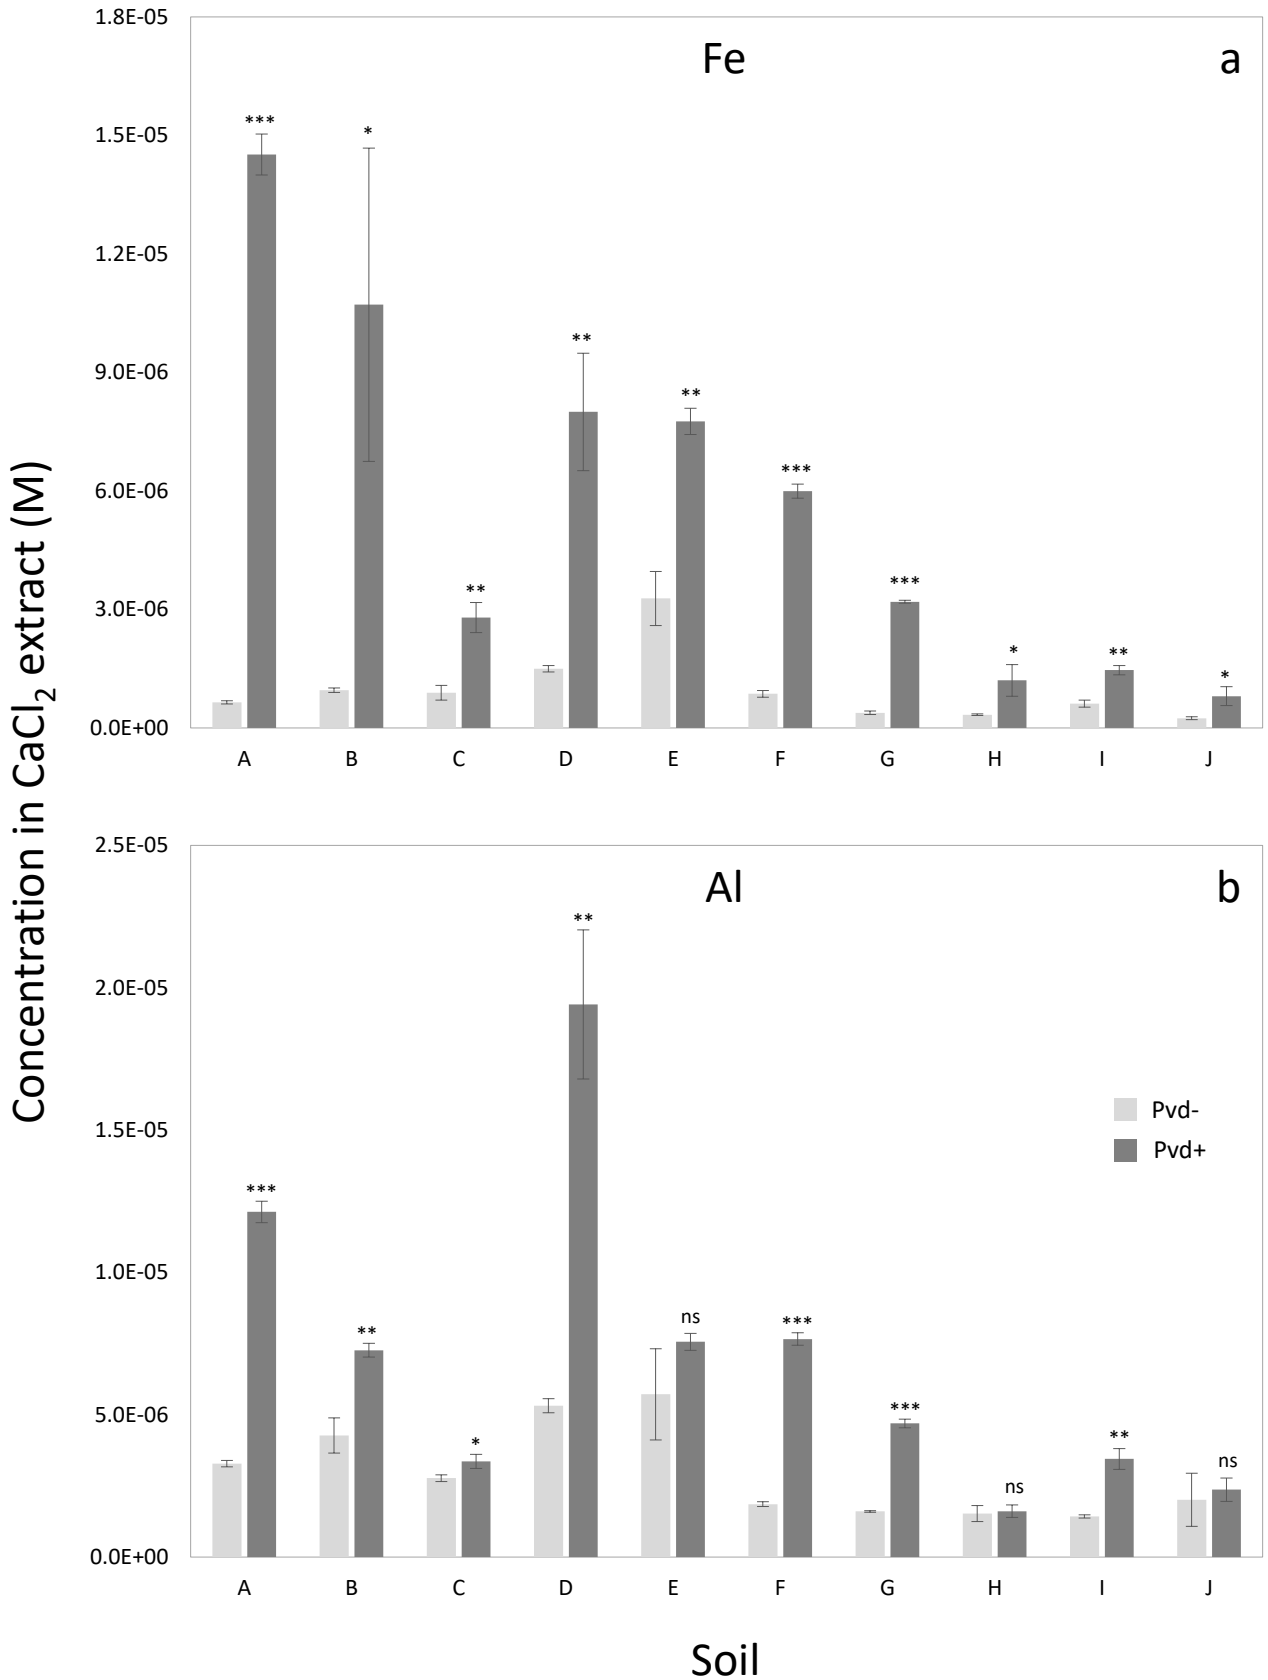 Concentration in CaCl2 extract (M)
Fe
a
1.8E-05
1.5E-05
1.2E-05
9.0E-06
6.0E-06
3.0E-06
0.0E+00
*** * ** ** ** *** *** * ** *
A B C D E F G H I J
Al
b
2.5E-05
2.0E-05
1.5E-05
1.0E-05
5.0E-06
0.0E+00
*** ** * ** ns *** *** ns ** ns
Pvd-
Pvd+
A B C D E F G H I J
Soil